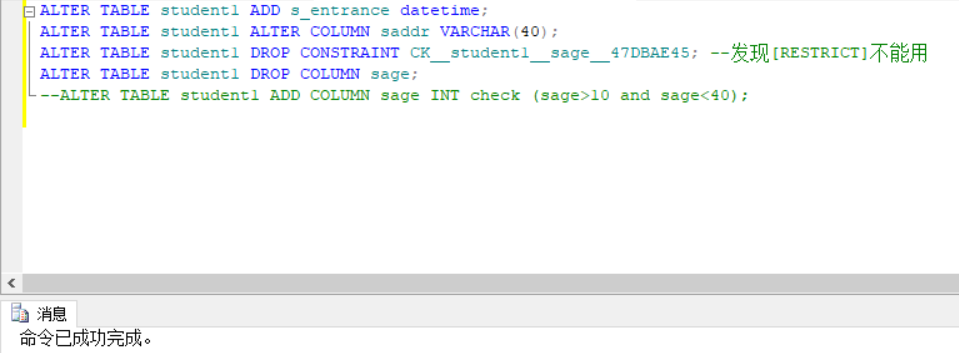 ALTER TABLE student1 ADD s_entrance datetime;
ALTER TABLE student1 ALTER COLUMN saddr VARCHAR(40);
ALTER TABLE student1 DROP CONSTRAINT CK__student1__sage__47DBAE45; --发现[RESTRICT]不能用
ALTER TABLE student1 DROP COLUMN sage;
--ALTER TABLE student1 ADD COLUMN sage INT check (sage>10 and sage<40);
消息
命令已成功完成。